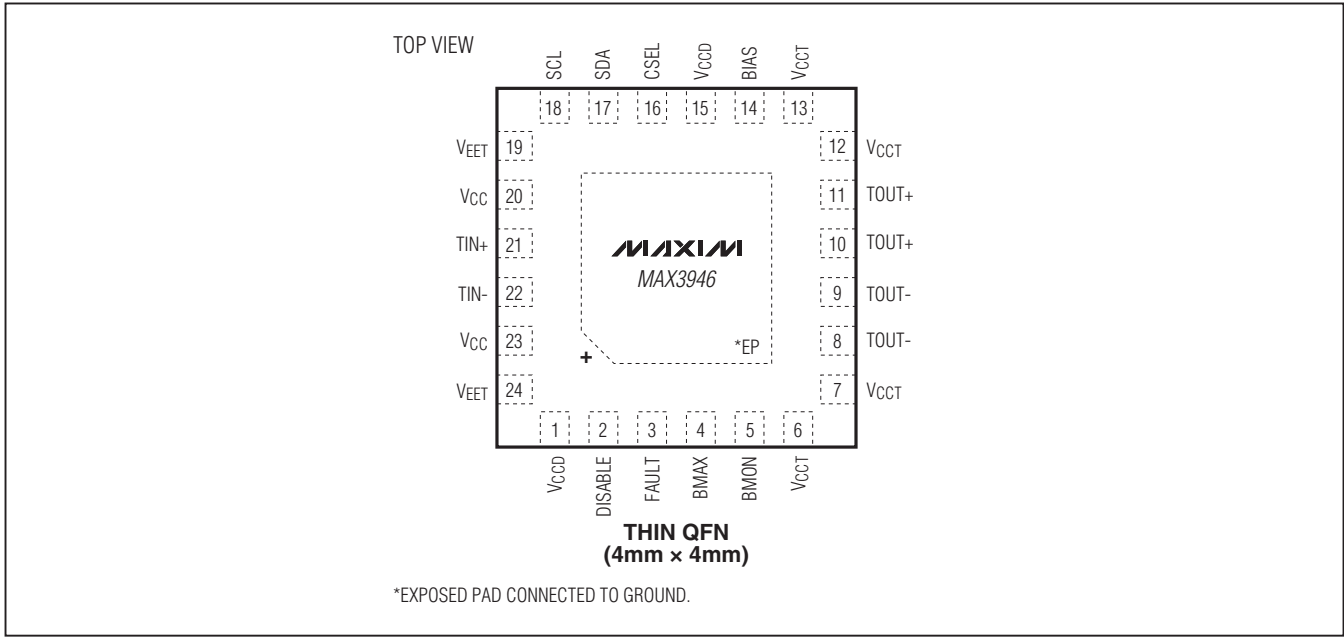 TOP VIEW
SCL
SDA
CSEL
VCCD
BIAS
VCCT
18
17
16
15
14
13
VEET 19
VCC 20
TIN+ 21
TIN- 22
VCC 23
VEET 24
12 VCCT
11 TOUT+
10 TOUT+
9 TOUT-
8 TOUT-
7 VCCT
MAXIM
MAX3946
*EP
+
1
2
3
4
5
6
VCCD
DISABLE
FAULT
BMAX
BMON
VCCT
THIN QFN
(4mm × 4mm)
*EXPOSED PAD CONNECTED TO GROUND.